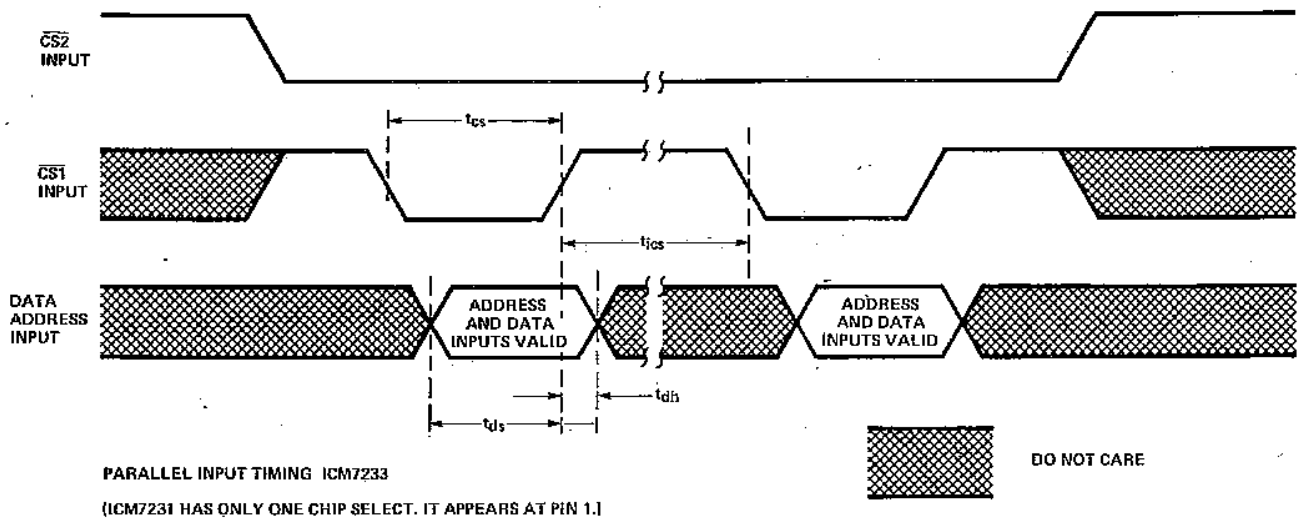 CS2
INPUT
tcs
CS1
INPUT
tics
DATA
ADDRESS
INPUT
ADDRESS
AND DATA
INPUTS VALID
ADDRESS
AND DATA
INPUTS VALID
tdh
tds
DO NOT CARE
PARALLEL INPUT TIMING ICM7233
(ICM7231 HAS ONLY ONE CHIP SELECT. IT APPEARS AT PIN 1.)